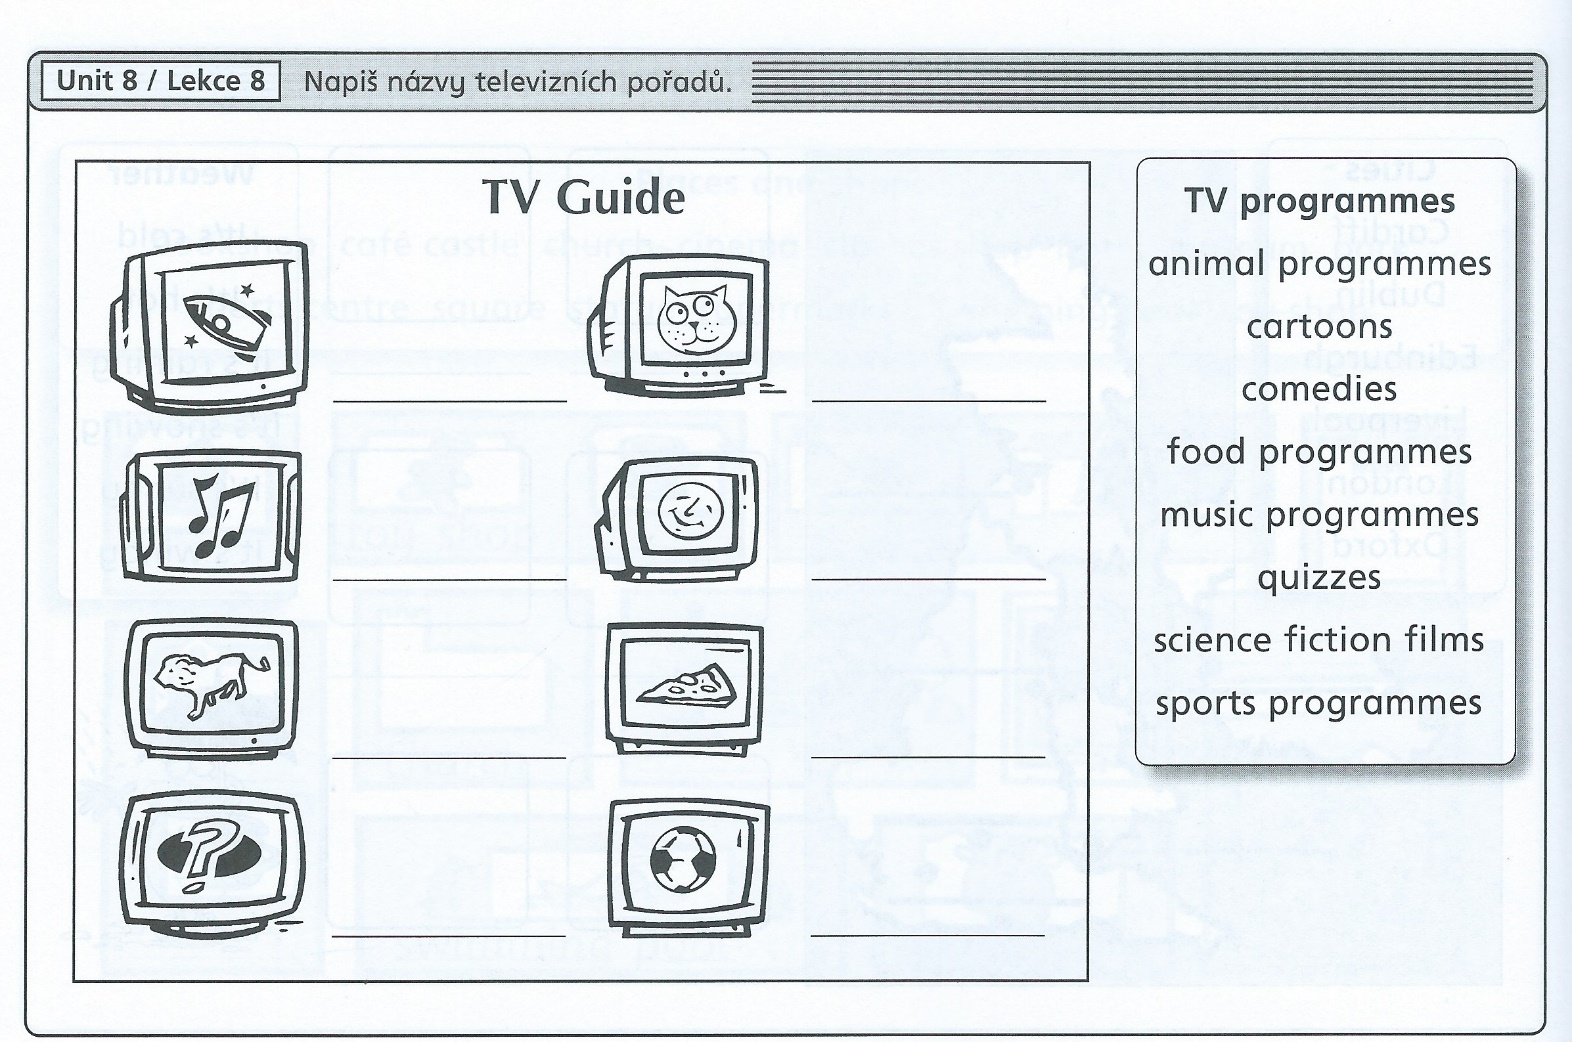 Unit 8 / Lekce 8 Napiš názvy televizních pořadů.
TV Guide
TV programmes
animal programmes
cartoons
comedies
food programmes
music programmes
quizzes
science fiction films
sports programmes
?